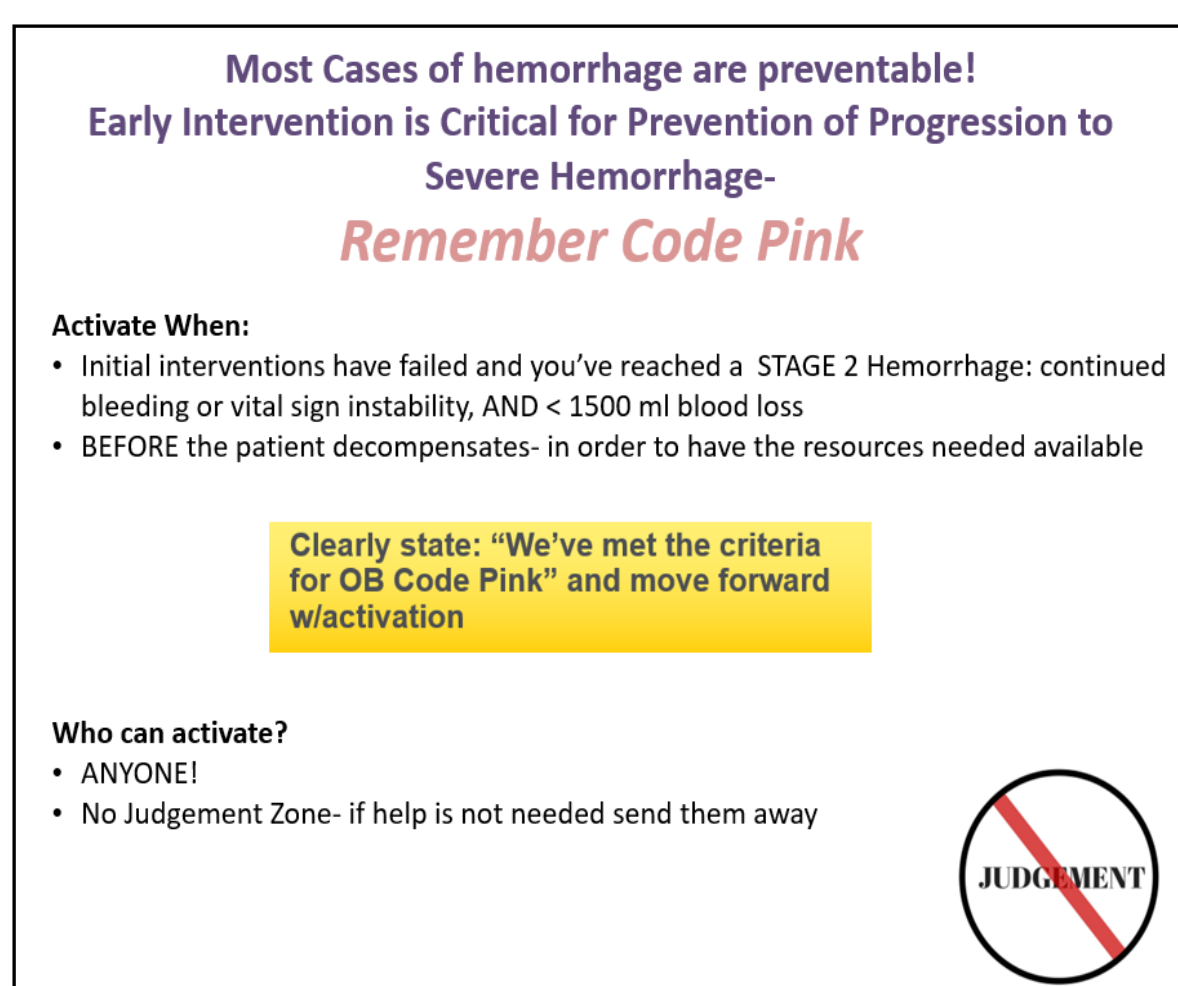 Most Cases of hemorrhage are preventable!
Early Intervention is Critical for Prevention of Progression to
Severe Hemorrhage-
Remember Code Pink
Activate When:
• Initial interventions have failed and you’ve reached a  STAGE 2 Hemorrhage: continued
bleeding or vital sign instability, AND < 1500 ml blood loss
• BEFORE the patient decompensates- in order to have the resources needed available
Clearly state: “We’ve met the criteria
for OB Code Pink” and move forward
w/activation
Who can activate?
• ANYONE!
• No Judgement Zone- if help is not needed send them away
JUDGEMENT